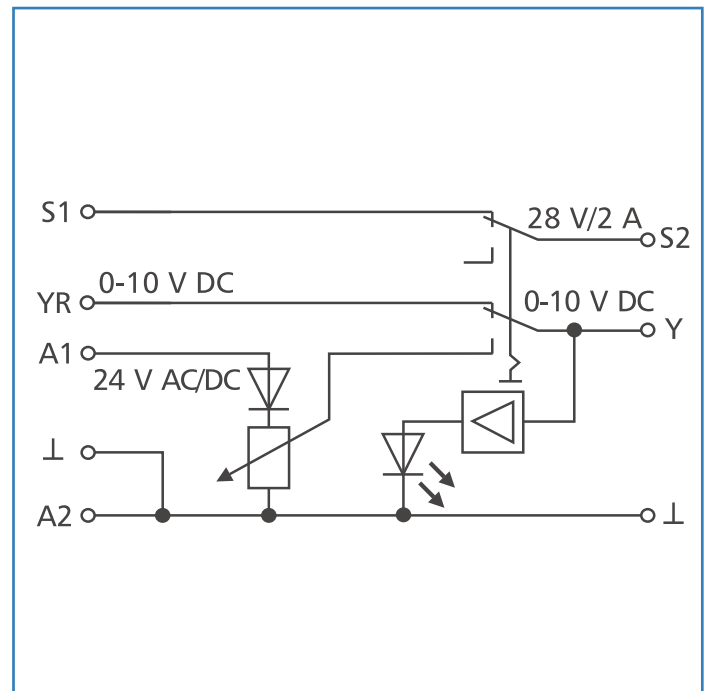 S1
28 V/2 A
S2
YR
0-10 V DC
0-10 V DC
Y
A1
24 V AC/DC
⊥
A2
⊥